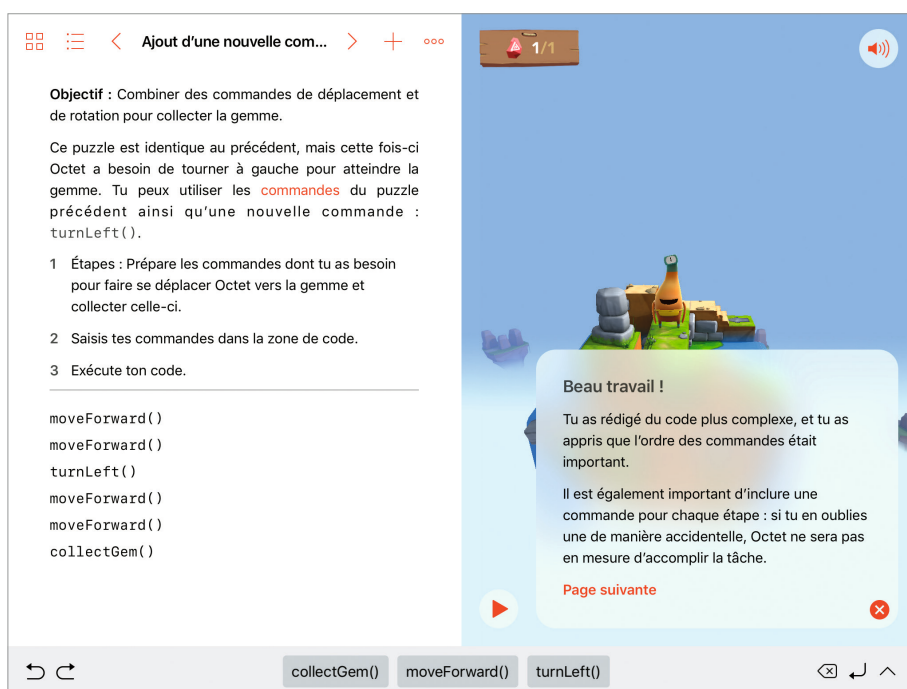 Ajout d’une nouvelle com...
1/1
Objectif : Combiner des commandes de déplacement et
de rotation pour collecter la gemme.
Ce puzzle est identique au précédent, mais cette fois-ci
Octet a besoin de tourner à gauche pour atteindre la
gemme. Tu peux utiliser les commandes du puzzle
précédent ainsi qu’une nouvelle commande :
turnLeft().
1 Étapes : Prépare les commandes dont tu as besoin
pour faire se déplacer Octet vers la gemme et
collecter celle-ci.
2 Saisis tes commandes dans la zone de code.
3 Exécute ton code.
moveForward()
moveForward()
turnLeft()
moveForward()
moveForward()
collectGem()
Beau travail !
Tu as rédigé du code plus complexe, et tu as
appris que l’ordre des commandes était
important.
Il est également important d’inclure une
commande pour chaque étape : si tu en oublies
une de manière accidentelle, Octet ne sera pas
en mesure d’accomplir la tâche.
Page suivante
collectGem() moveForward() turnLeft()